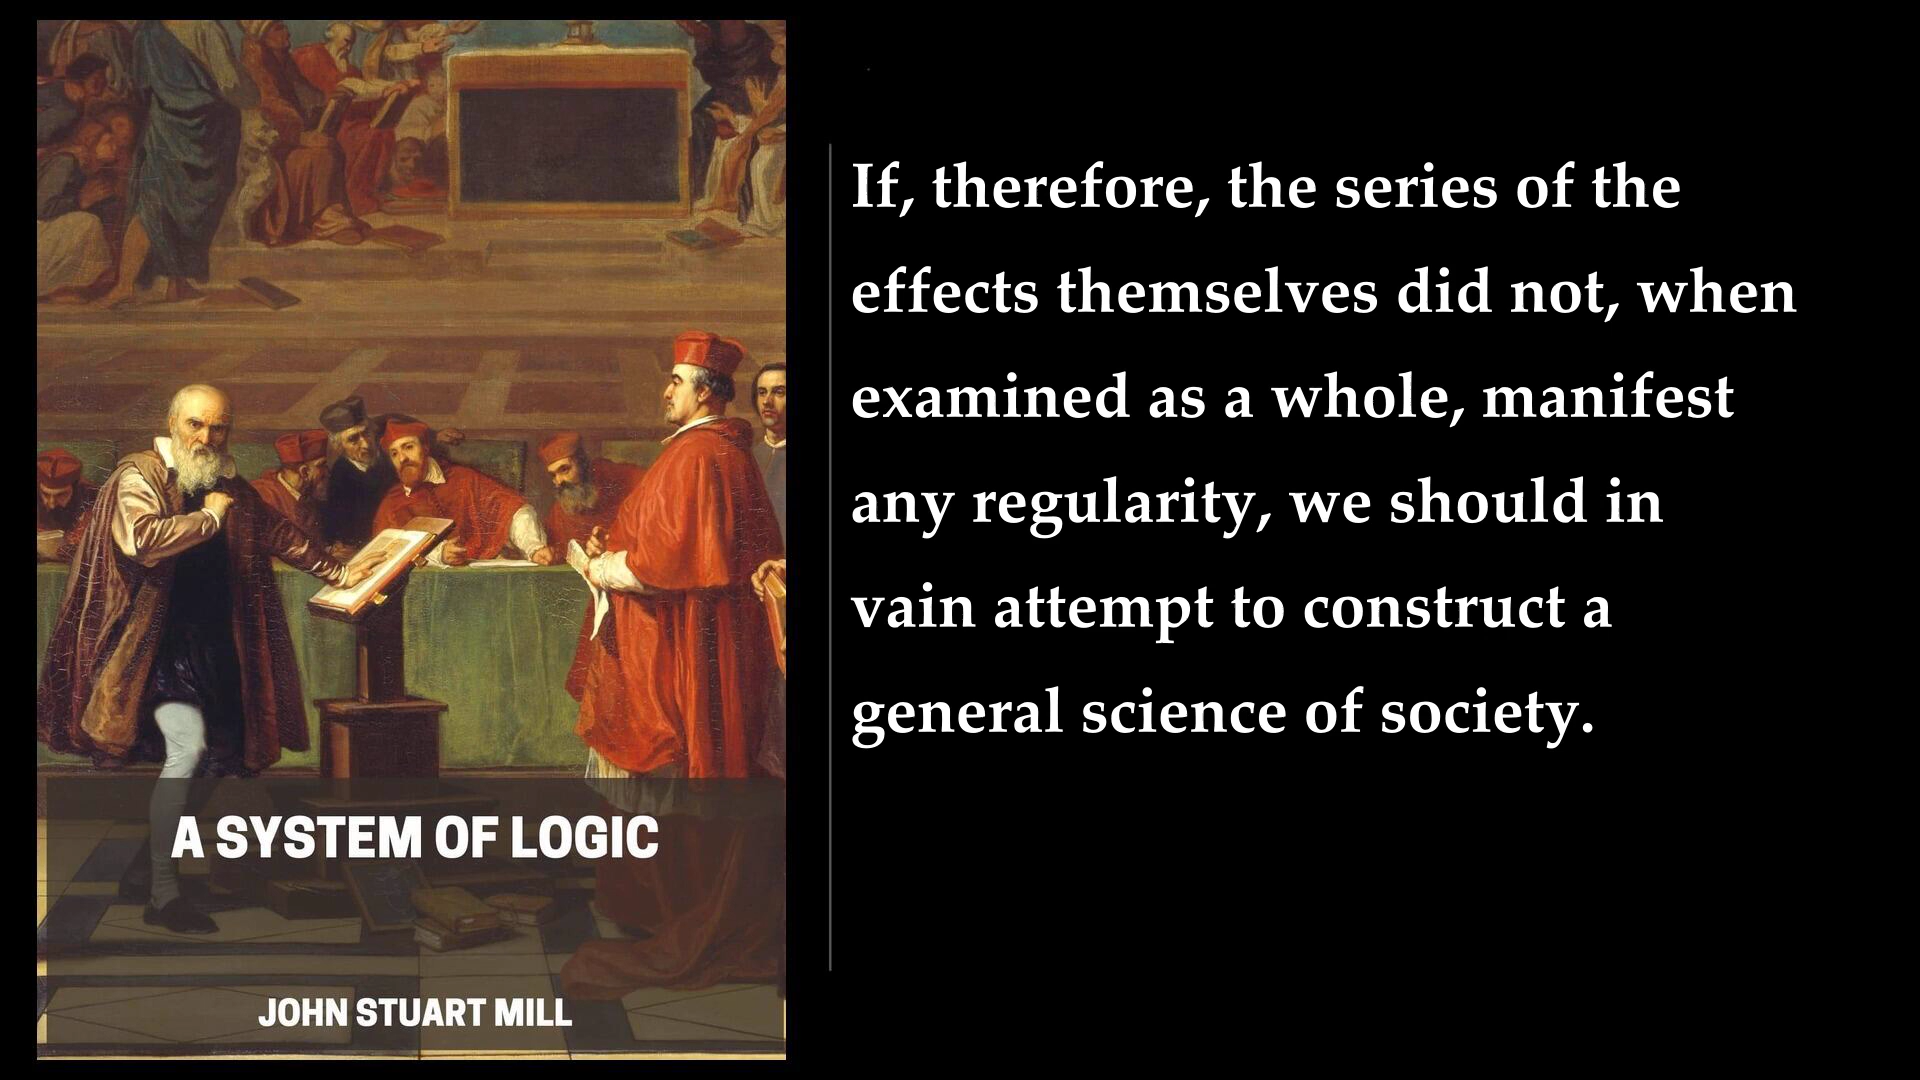 A SYSTEM OF LOGIC
JOHN STUART MILL
If, therefore, the series of the
effects themselves did not, when
examined as a whole, manifest
any regularity, we should in
vain attempt to construct a
general science of society.